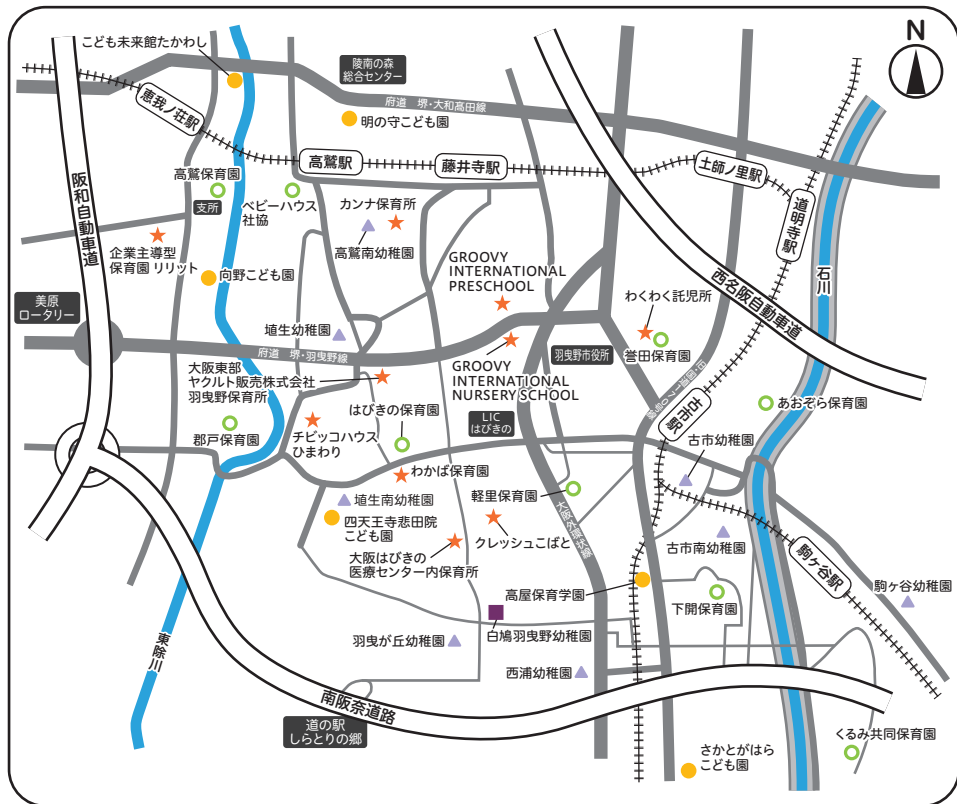 N
こども未来館たかわし
陵南の森
総合センター
府道 堺・大和高田線
明の守こども園
恵我ノ荘駅
高鷲駅
藤井寺駅
土師ノ里駅
道明寺駅
阪和自動車道
高鷲保育園
支所
ベビーハウス
社協
カンナ保育所
高鷲南幼稚園
企業主導型
保育園 リリット
向野こども園
GROOVY
INTERNATIONAL
PRESCHOOL
西名阪自動車道
石川
わくわく託児所
美原
ロータリー
埴生幼稚園
府道 堺・羽曳野線
羽曳野市役所
誉田保育園
大阪東部
ヤクルト販売株式会社
羽曳野保育所
GROOVY
INTERNATIONAL
NURSERY SCHOOL
旧・国道170号線
古市駅
はびきの保育園
LIC
はびきの
あおぞら保育園
郡戸保育園
チビッコハウス
ひまわり
古市幼稚園
わかば保育園
埴生南幼稚園
軽里保育園
四天王寺悲田院
こども園
クレッシュこばと
大阪外環状線
古市南幼稚園
大阪はびきの
医療センター内保育所
駒ヶ谷駅
高屋保育学園
下開保育園
駒ヶ谷幼稚園
白鳩羽曳野幼稚園
羽曳が丘幼稚園
西浦幼稚園
東除川
南阪奈道路
道の駅
しらとりの郷
くるみ共同保育園
さかとがはら
こども園